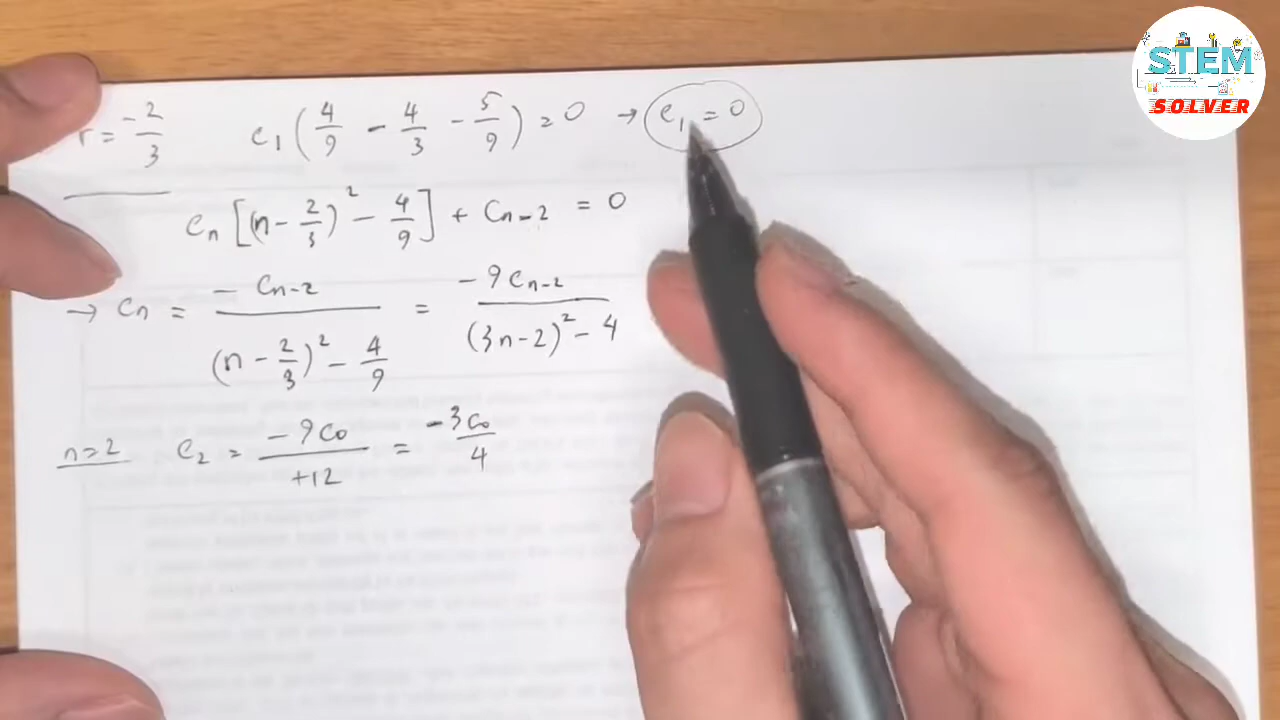 STEM
SOLVER
r = -2/3 c₁(4/9 - 4/3 - 5/9) = 0 → c₁ = 0
cₙ[(n - 2/3)² - 4/9] + cₙ₋₂ = 0
→ cₙ = -cₙ₋₂/((n - 2/3)² - 4/9) = -9cₙ₋₂/((3n-2)² - 4)
n=2 c₂ = -9c₀/+12 = -3c₀/4